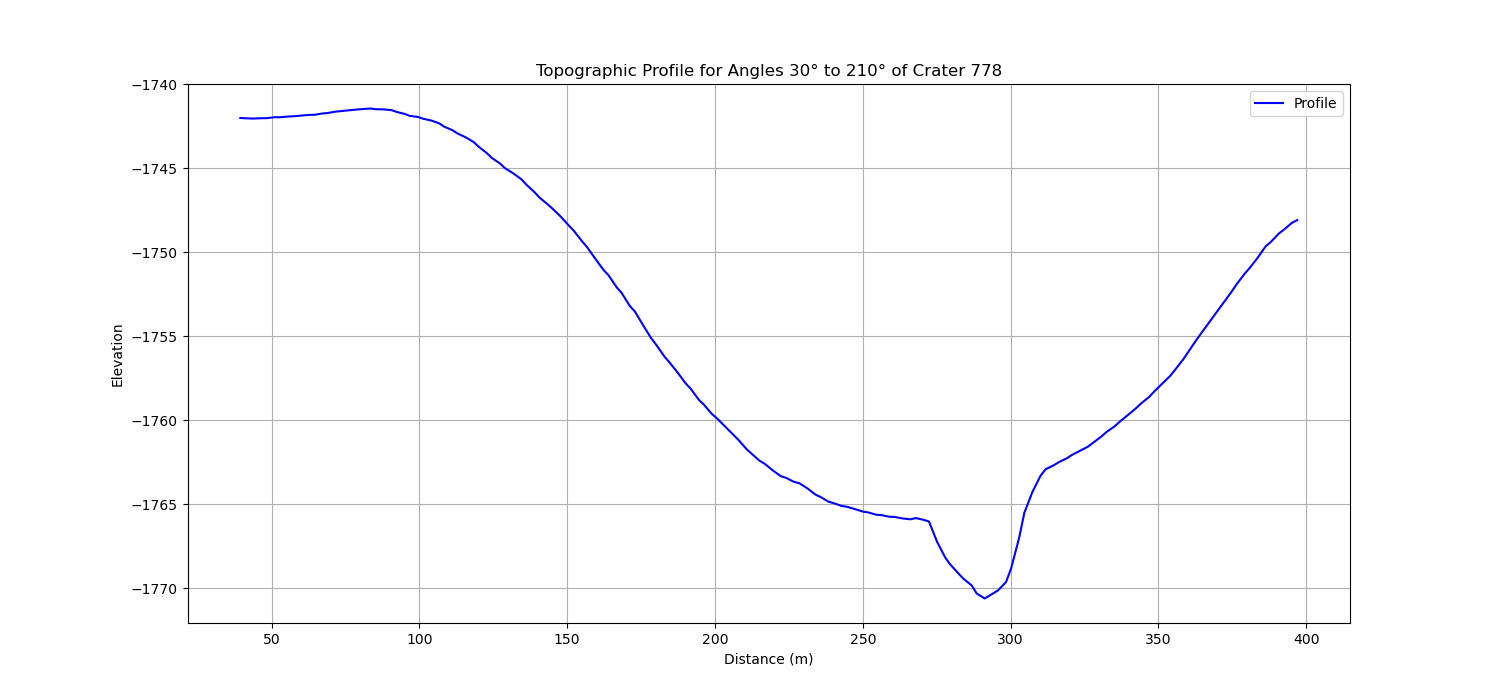 Topographic Profile for Angles 30° to 210° of Crater 778
Profile
Elevation
−1740
−1745
−1750
−1755
−1760
−1765
−1770
50 100 150 200 250 300 350 400
Distance (m)